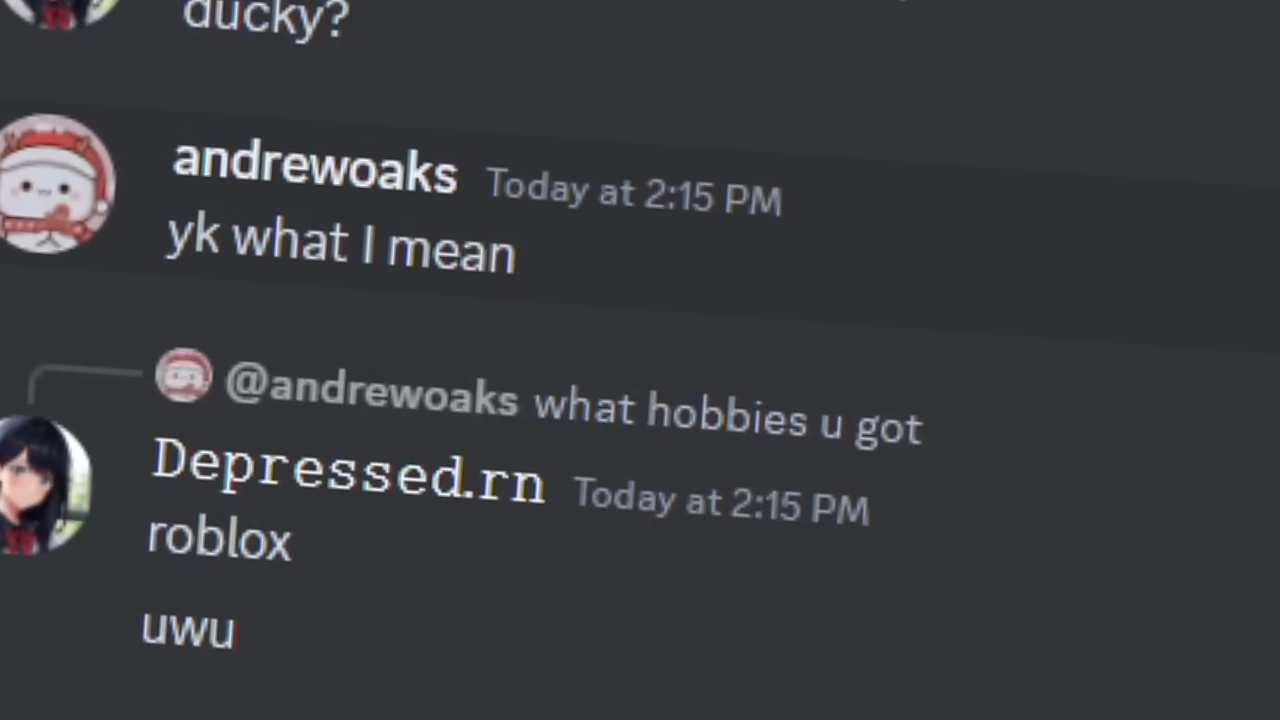 ducky?
andrewoaks Today at 2:15 PM
yk what I mean
@andrewoaks what hobbies u got
Depressed.rn Today at 2:15 PM
roblox
uwu